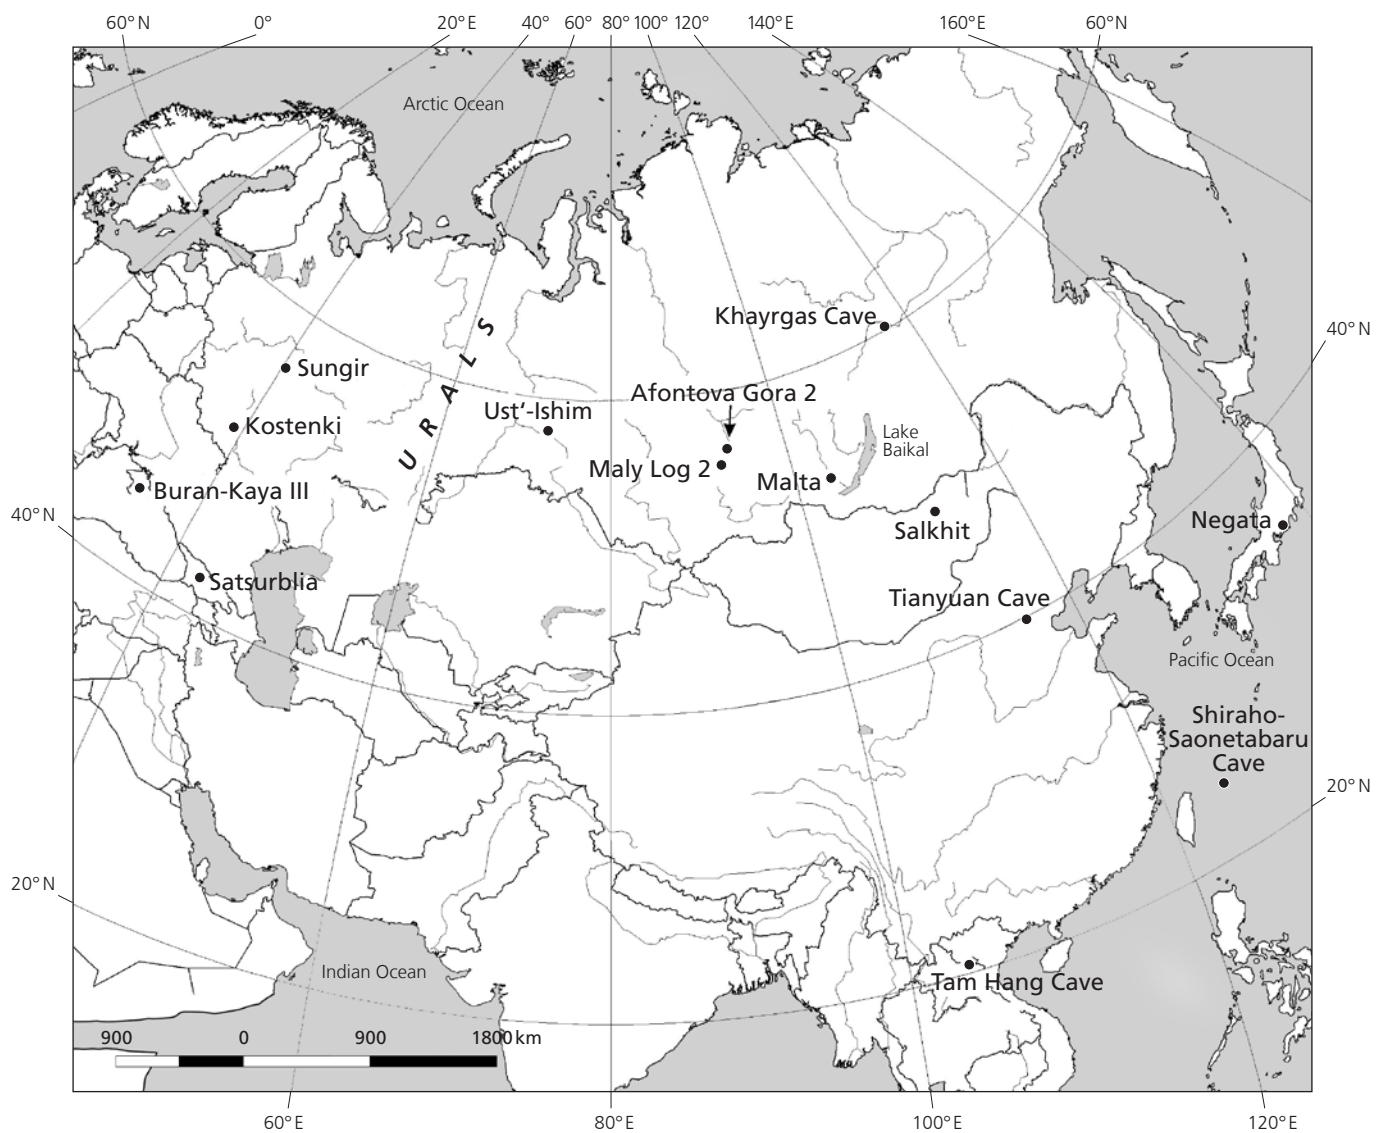 60°N 0° 20°E 40° 60° 80° 100° 120° 140°E 160°E 60°N
Arctic Ocean
Khayrgas Cave
40°N
URALS
Sungir
Afontova Gora 2
Ust’-Ishim
Kostenki
Lake
Baikal
Maly Log 2
Malta
Buran-Kaya III
40°N
Salkhit
Negata
Satsurblia
Tianyuan Cave
Pacific Ocean
Shiraho-
Saonetabaru
Cave
20°N
20°N
Indian Ocean
Tam Hang Cave
900 0 900 1800 km
60°E 80°E 100°E 120°E